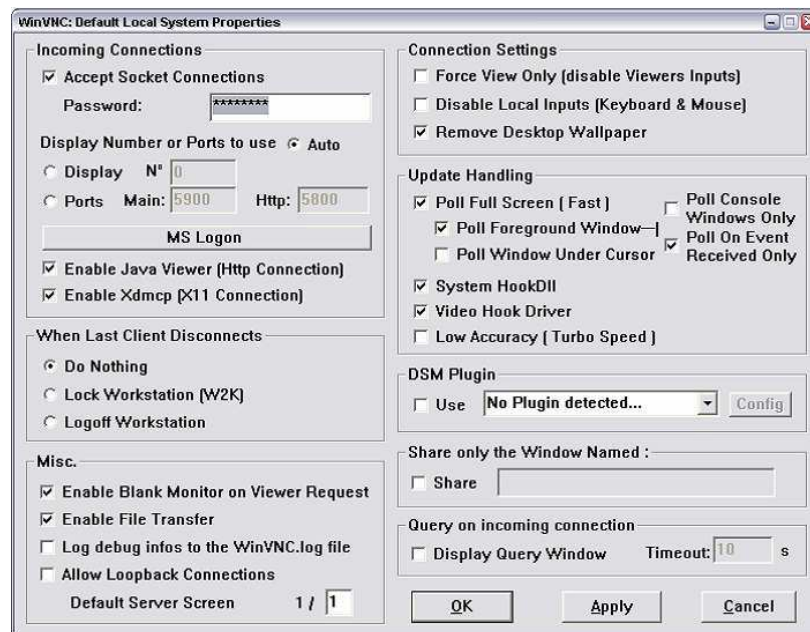 WinVNC: Default Local System Properties
Incoming Connections
Accept Socket Connections
Password: ********
Display Number or Ports to use Auto
Display N° 0
Ports Main: 5900 Http: 5800
MS Logon
Enable Java Viewer (Http Connection)
Enable Xdmcp (X11 Connection)
When Last Client Disconnects
Do Nothing
Lock Workstation (W2K)
Logoff Workstation
Misc.
Enable Blank Monitor on Viewer Request
Enable File Transfer
Log debug infos to the WinVNC.log file
Allow Loopback Connections
Default Server Screen 1 / 1
Connection Settings
Force View Only (disable Viewers Inputs)
Disable Local Inputs (Keyboard & Mouse)
Remove Desktop Wallpaper
Update Handling
Poll Full Screen ( Fast )
Poll Foreground Window
Poll Window Under Cursor
Poll Console
Windows Only
Poll On Event
Received Only
System HookDll
Video Hook Driver
Low Accuracy ( Turbo Speed )
DSM Plugin
Use No Plugin detected... Config
Share only the Window Named :
Share
Query on incoming connection
Display Query Window Timeout: 10 s
OK Apply Cancel